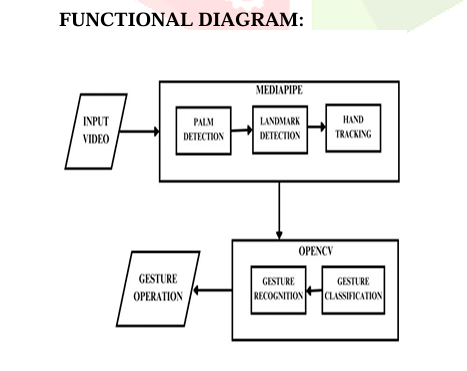 FUNCTIONAL DIAGRAM:
MEDIAPIPE
INPUT
VIDEO
PALM
DETECTION
LANDMARK
DETECTION
HAND
TRACKING
OPENCV
GESTURE
CLASSIFICATION
GESTURE
RECOGNITION
GESTURE
OPERATION